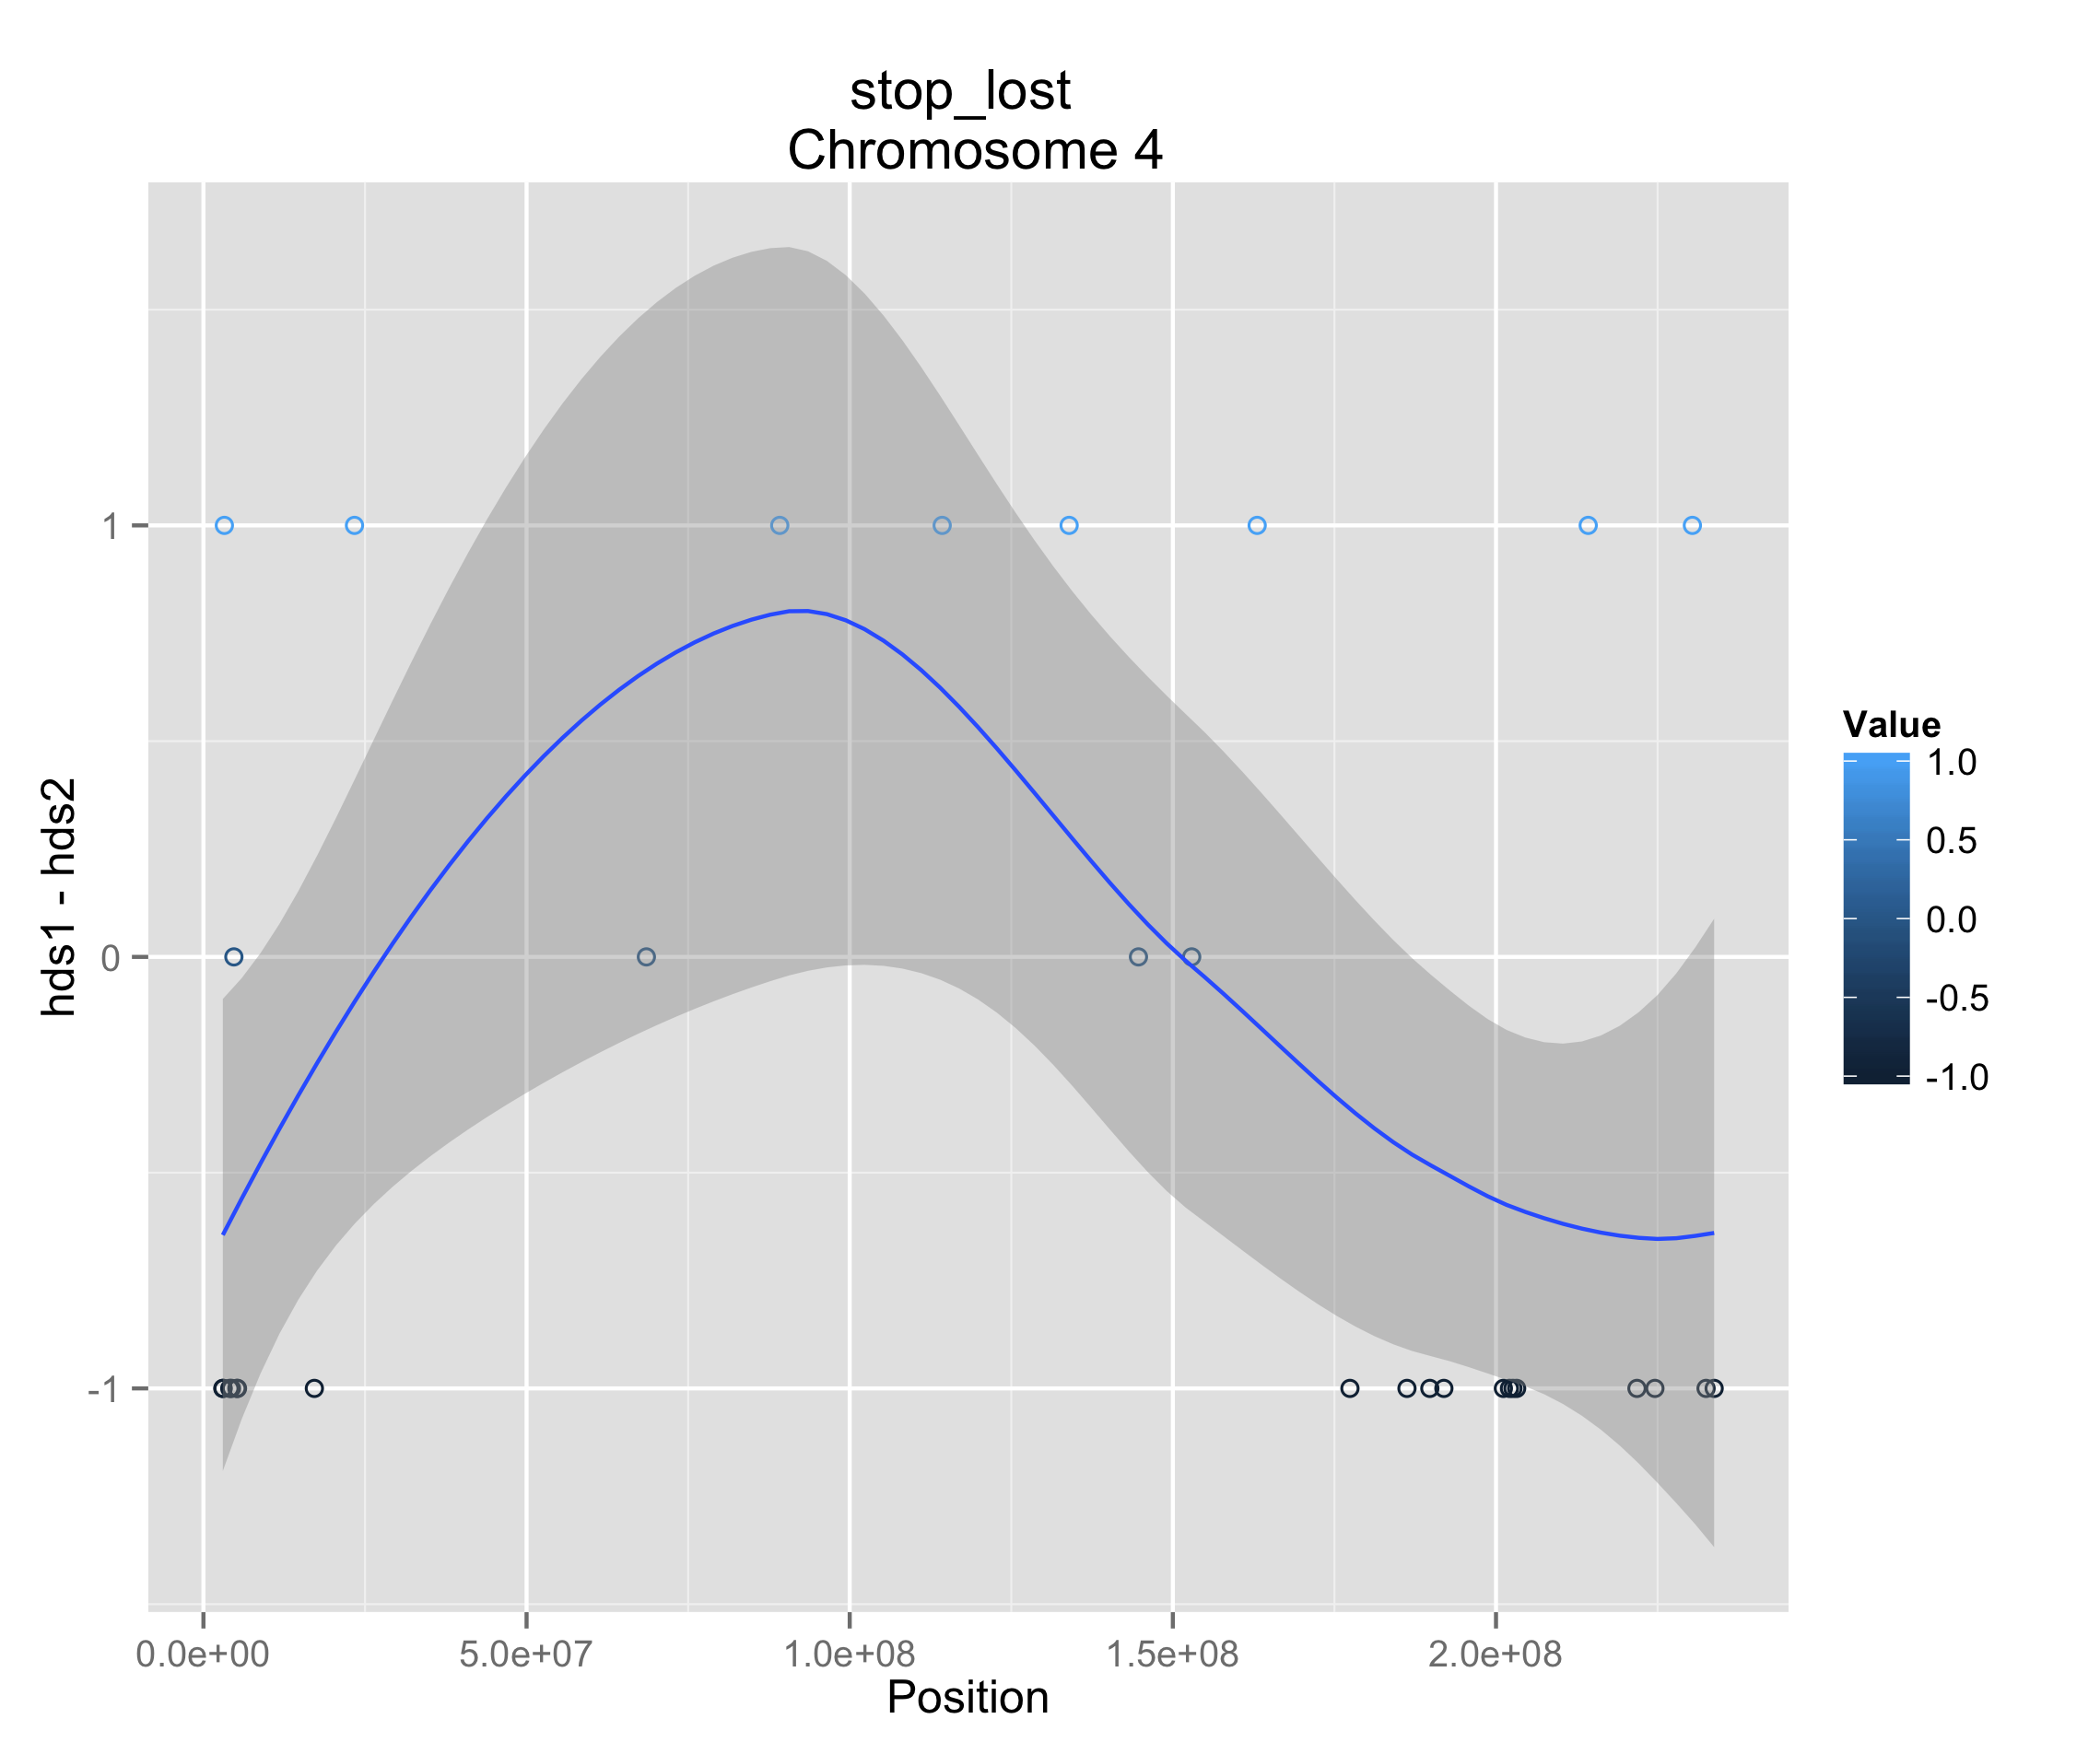 stop_lost
Chromosome 4
hds1 - hds2
1
0
-1
0.0e+00
5.0e+07
1.0e+08
1.5e+08
2.0e+08
Position
Value
1.0
0.5
0.0
-0.5
-1.0